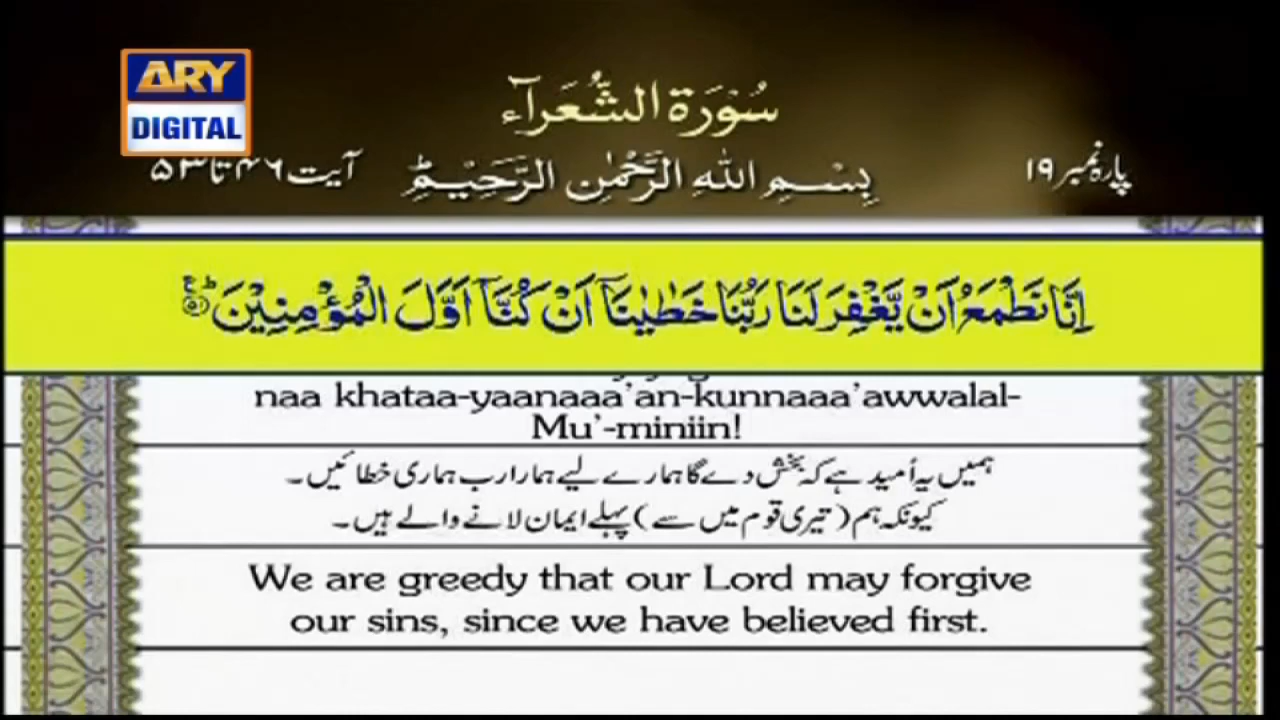 ARY
DIGITAL
سُوْرَةُ الشُّعَرَآءِ
پارہ نمبر ۱۹
بِسْمِ اللهِ الرَّحْمٰنِ الرَّحِيْمِ
آیت ۴۶ تا ۵۳
اِنَّا نَطْمَعُ اَنْ يَّغْفِرَ لَنَا رَبُّنَا خَطٰيٰنَاۤ اَنْ كُنَّاۤ اَوَّلَ الْمُؤْمِنِيْنَ ؕ ﴿۵۱﴾
naa khataa-yaanaaa'an-kunnaaa'awwalal-
Mu'-miniin!
ہمیں یہ اُمید ہے کہ بخش دے گا ہمارے لیے ہمارا رب ہماری خطائیں۔
کیونکہ ہم (تیری قوم میں سے) پہلے ایمان لانے والے ہیں۔
We are greedy that our Lord may forgive
our sins, since we have believed first.